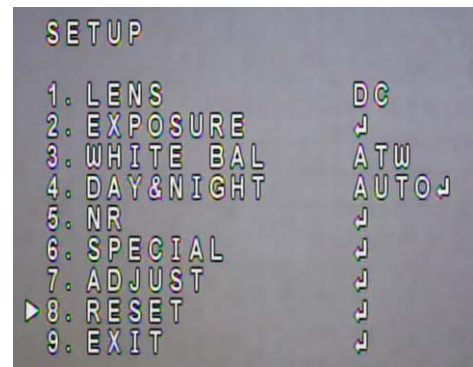 SETUP
1. LENS DC
2. EXPOSURE ↲
3. WHITE BAL ATW
4. DAY&NIGHT AUTO↲
5. NR ↲
6. SPECIAL ↲
7. ADJUST ↲
▶8. RESET ↲
9. EXIT ↲